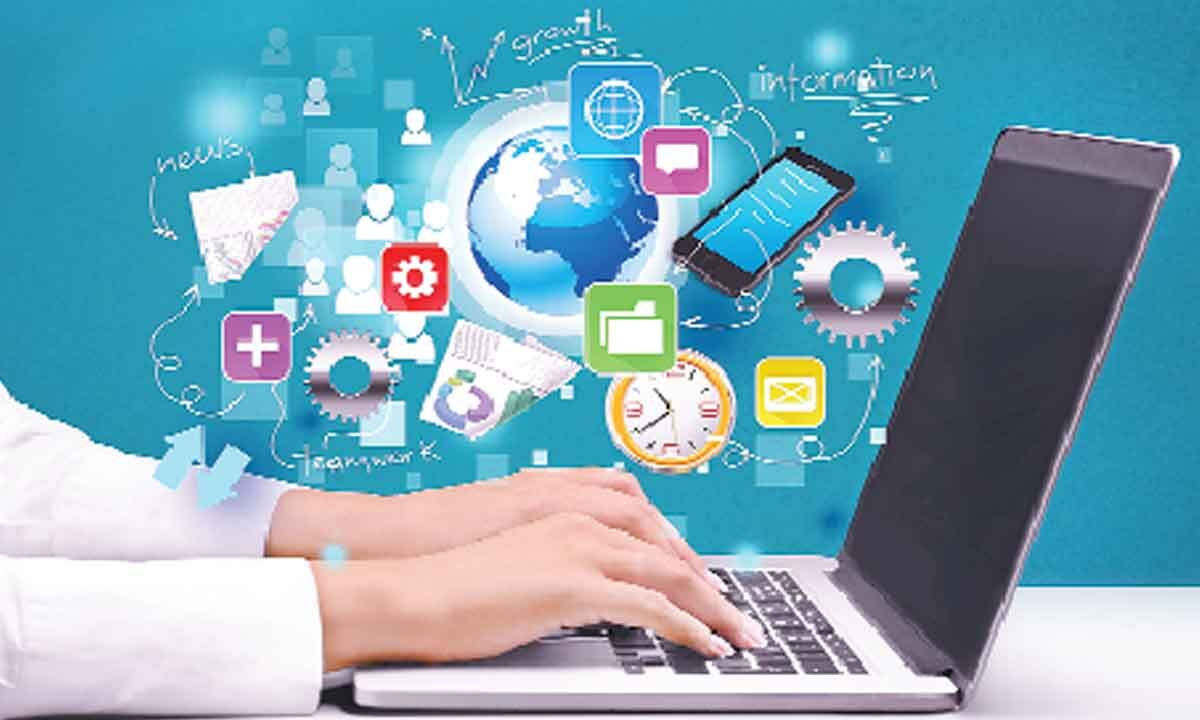 growth
information
news,
teamwork